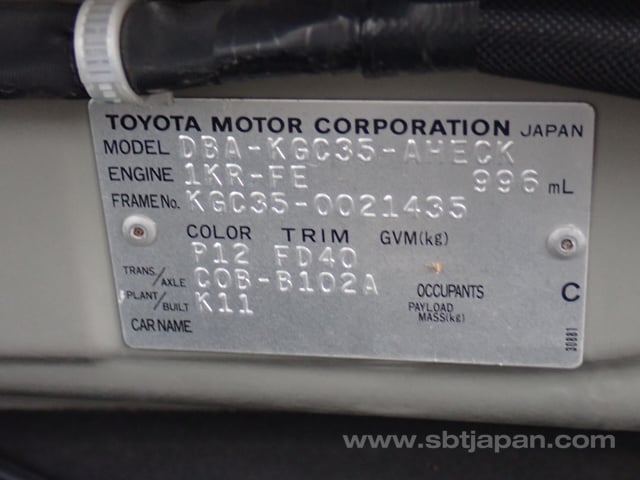 TOYOTA MOTOR CORPORATION JAPAN
MODEL DBA-KGC35-AHECK
ENGINE 1KR-FE 996 mL
FRAME No. KGC35-0021435
COLOR TRIM GVM(kg)
P12 FD40
TRANS/AXLE C0B-B102A OCCUPANTS C
PLANT/BUILT K11 PAYLOAD MASS(kg)
CAR NAME
30881
www.sbtjapan.com